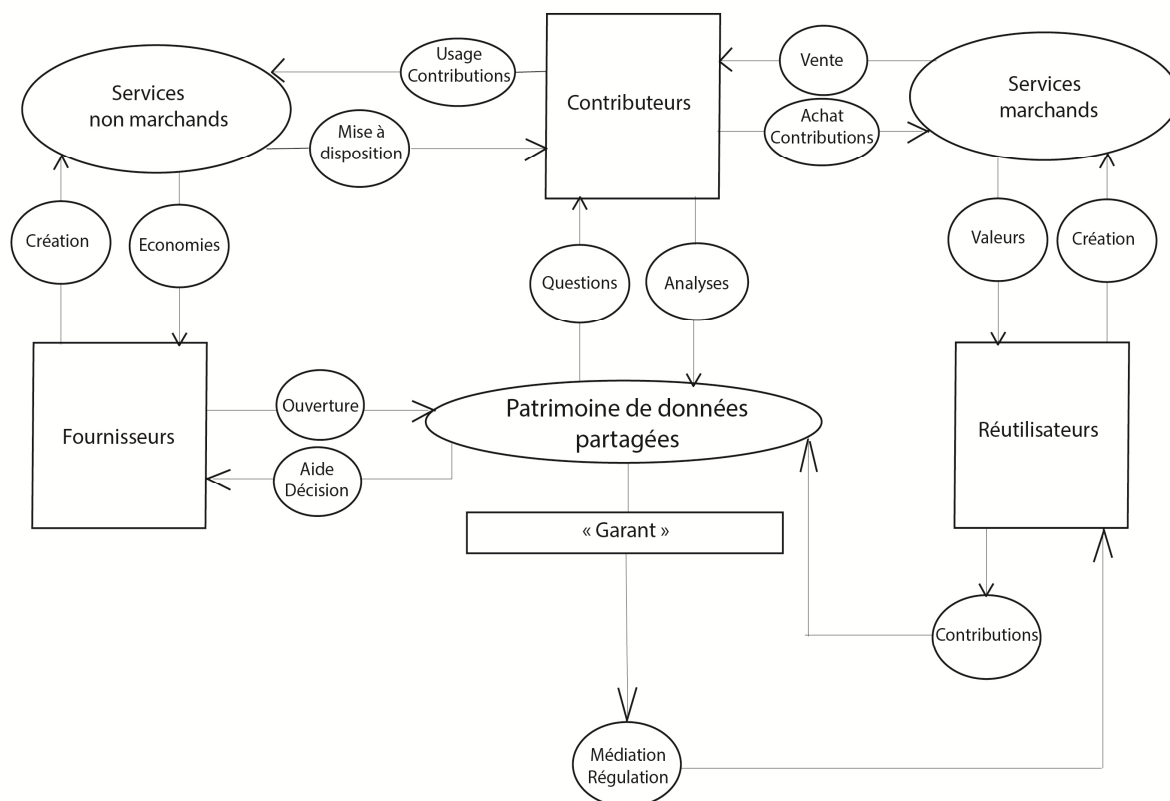 Usage
Contributions
Contributeurs
Vente
Services
marchands
Services
non marchands
Achat
Contributions
Mise à
disposition
Création
Economies
Questions
Analyses
Valeurs
Création
Ouverture
Patrimoine de données
partagées
Fournisseurs
Réutilisateurs
Aide
Décision
« Garant »
Contributions
Médiation
Régulation